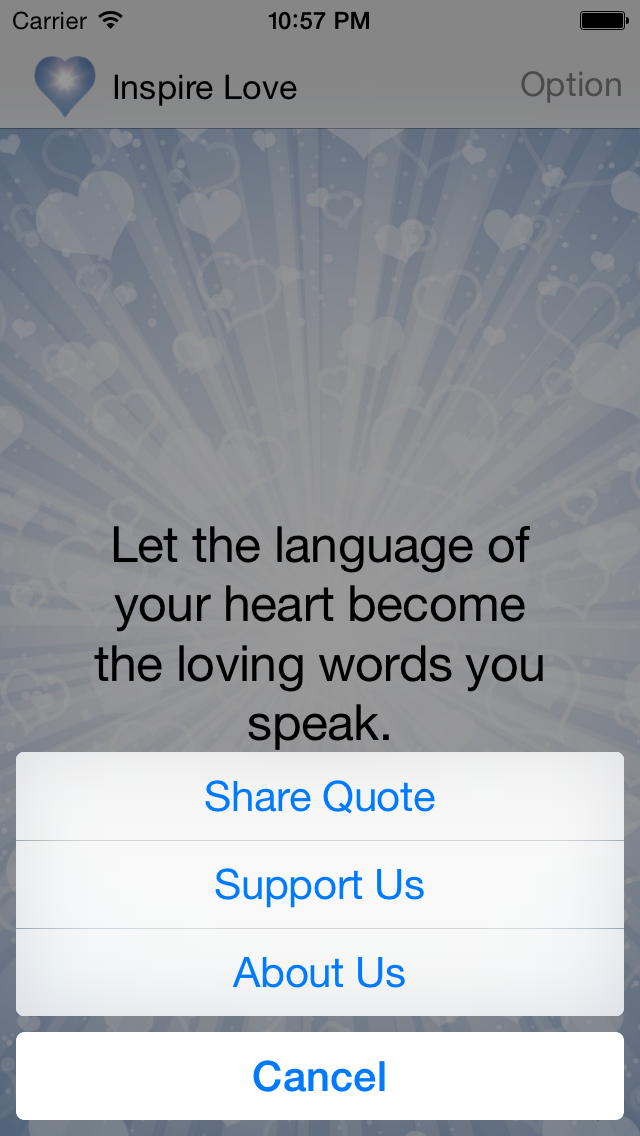 Carrier 10:57 PM
Inspire Love Option
Let the language of
your heart become
the loving words you
speak.
Share Quote
Support Us
About Us
Cancel